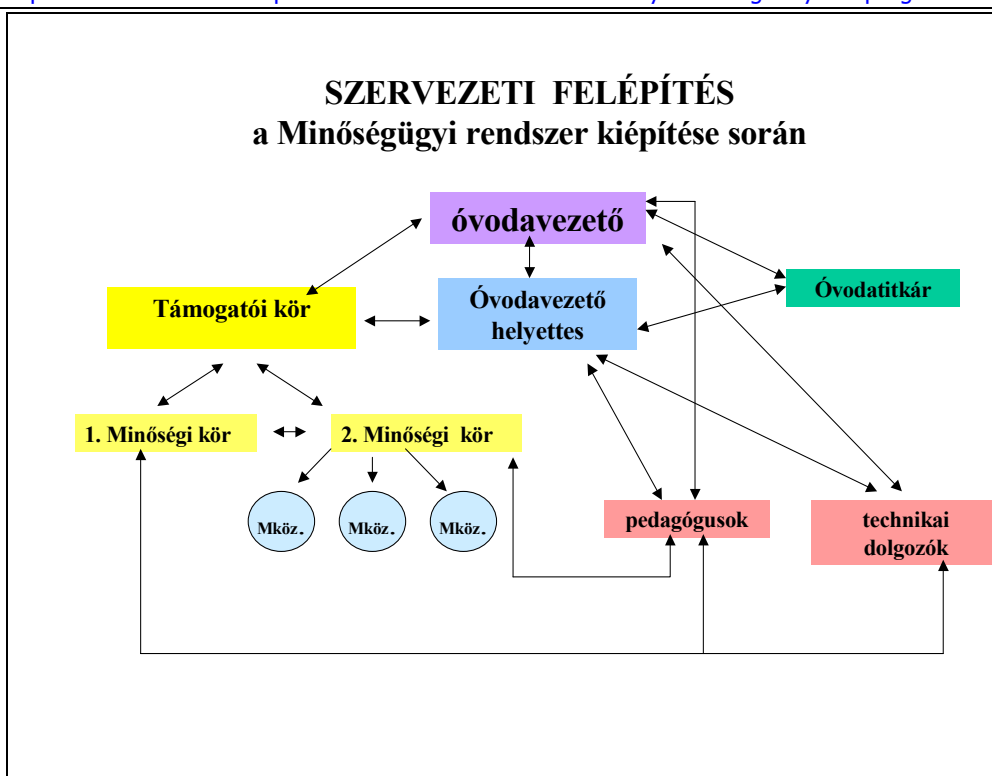 SZERVEZETI FELÉPÍTÉS
a Minőségügyi rendszer kiépítése során
óvodavezető
Támogatói kör
Óvodavezető
helyettes
Óvodatitkár
1. Minőségi kör
2. Minőségi kör
Mköz.
Mköz.
Mköz.
pedagógusok
technikai
dolgozók